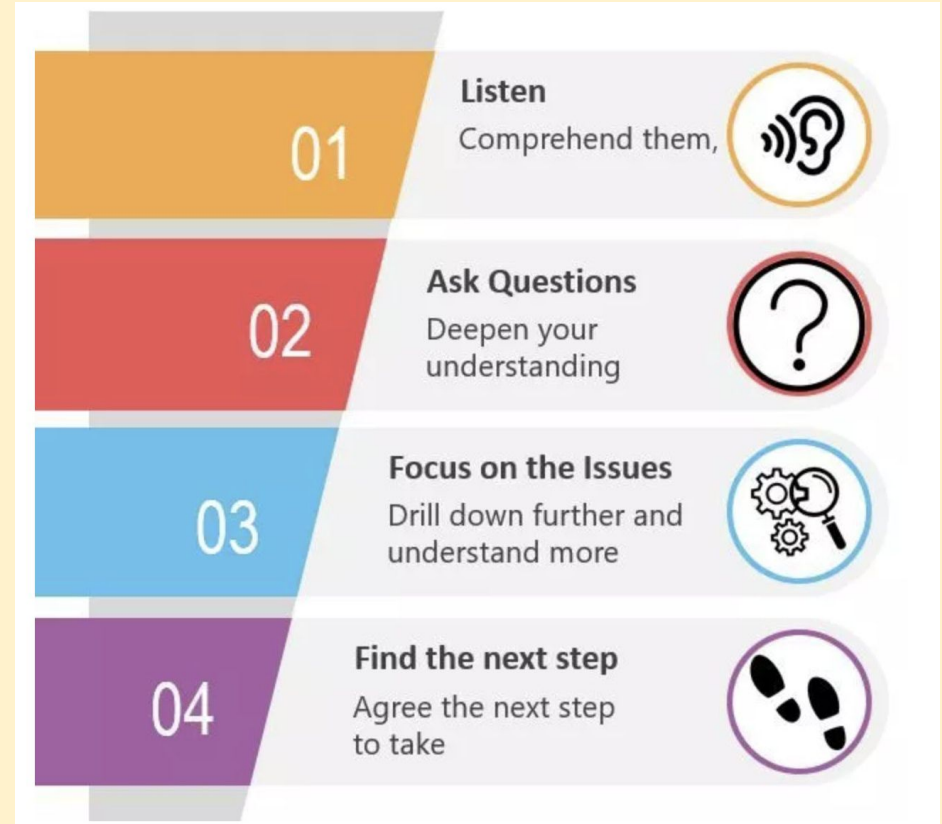 01
Listen
Comprehend them,
02
Ask Questions
Deepen your
understanding
03
Focus on the Issues
Drill down further and
understand more
04
Find the next step
Agree the next step
to take